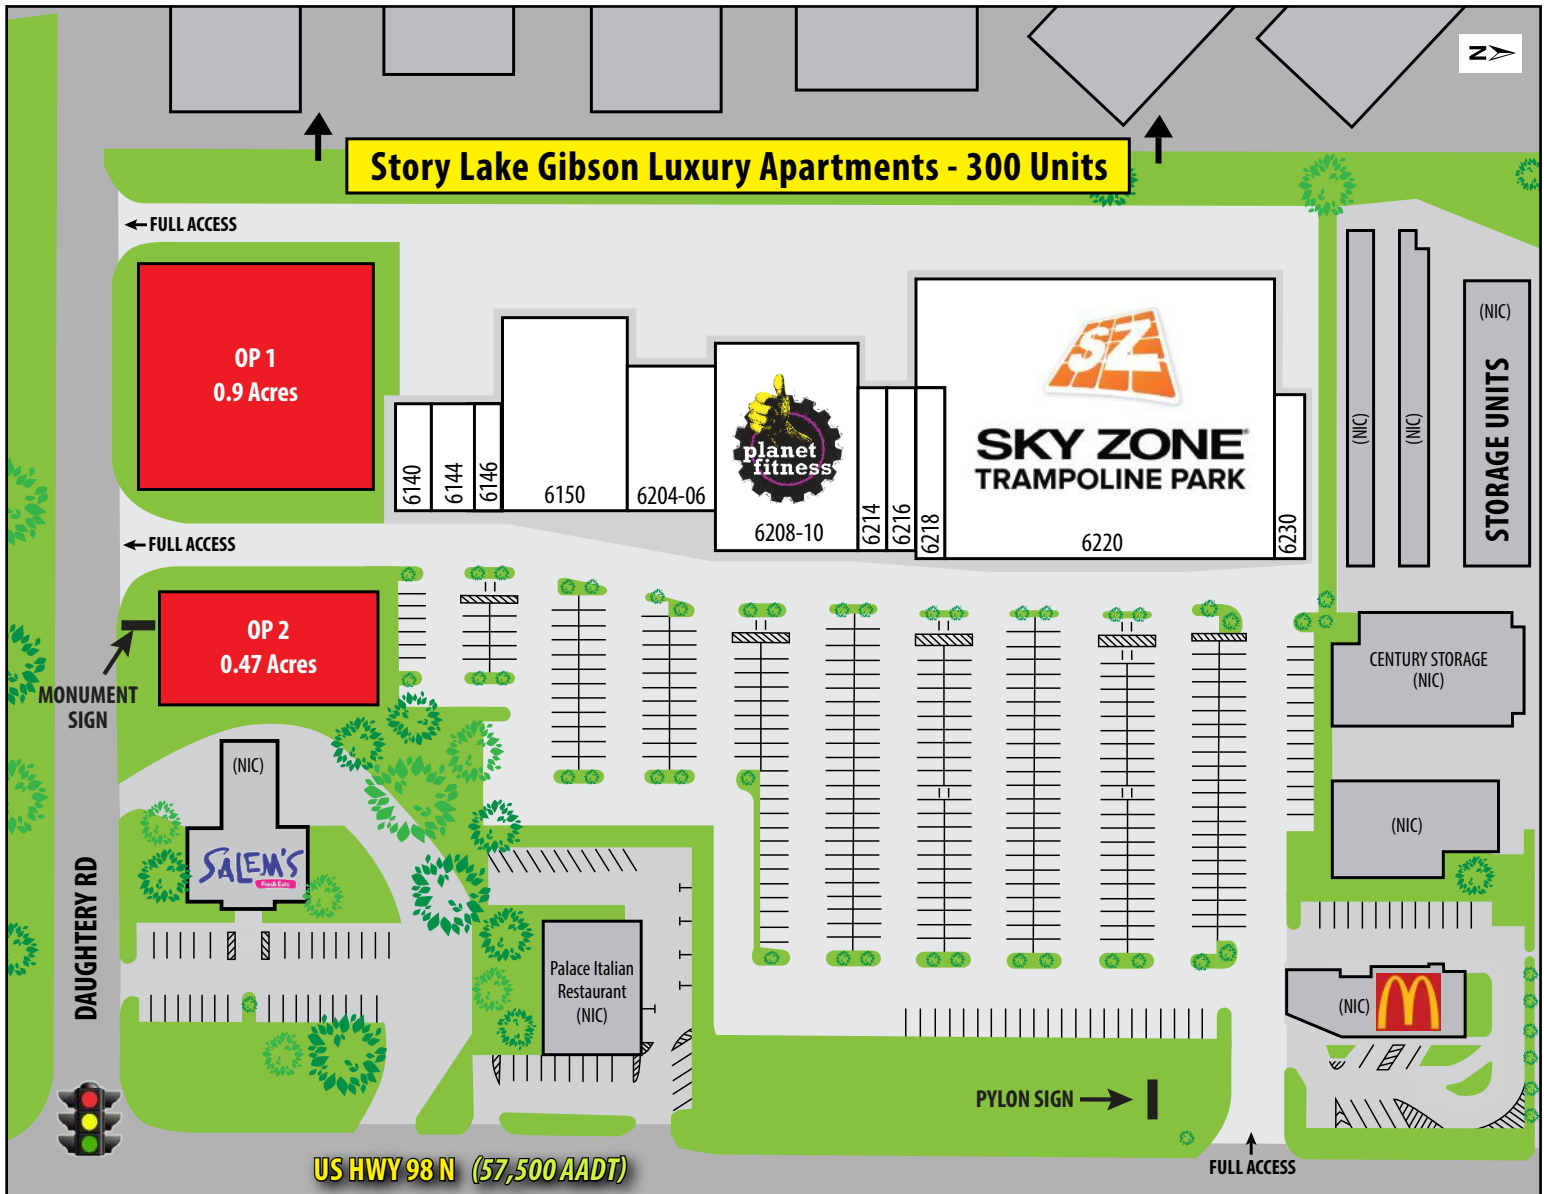 N
Story Lake Gibson Luxury Apartments - 300 Units
FULL ACCESS
OP 1
0.9 Acres
6140
6144
6146
6150
6204-06
planet
fitness
6208-10
6214
6216
6218
SZ
SKY ZONE
TRAMPOLINE PARK
6220
6230
(NIC)
(NIC)
(NIC)
STORAGE UNITS
FULL ACCESS
OP 2
0.47 Acres
MONUMENT
SIGN
CENTURY STORAGE
(NIC)
(NIC)
SALEM'S
Fresh Eats
(NIC)
DAUGHTERY RD
Palace Italian
Restaurant
(NIC)
(NIC)
M
PYLON SIGN
FULL ACCESS
US HWY 98 N (57,500 AADT)